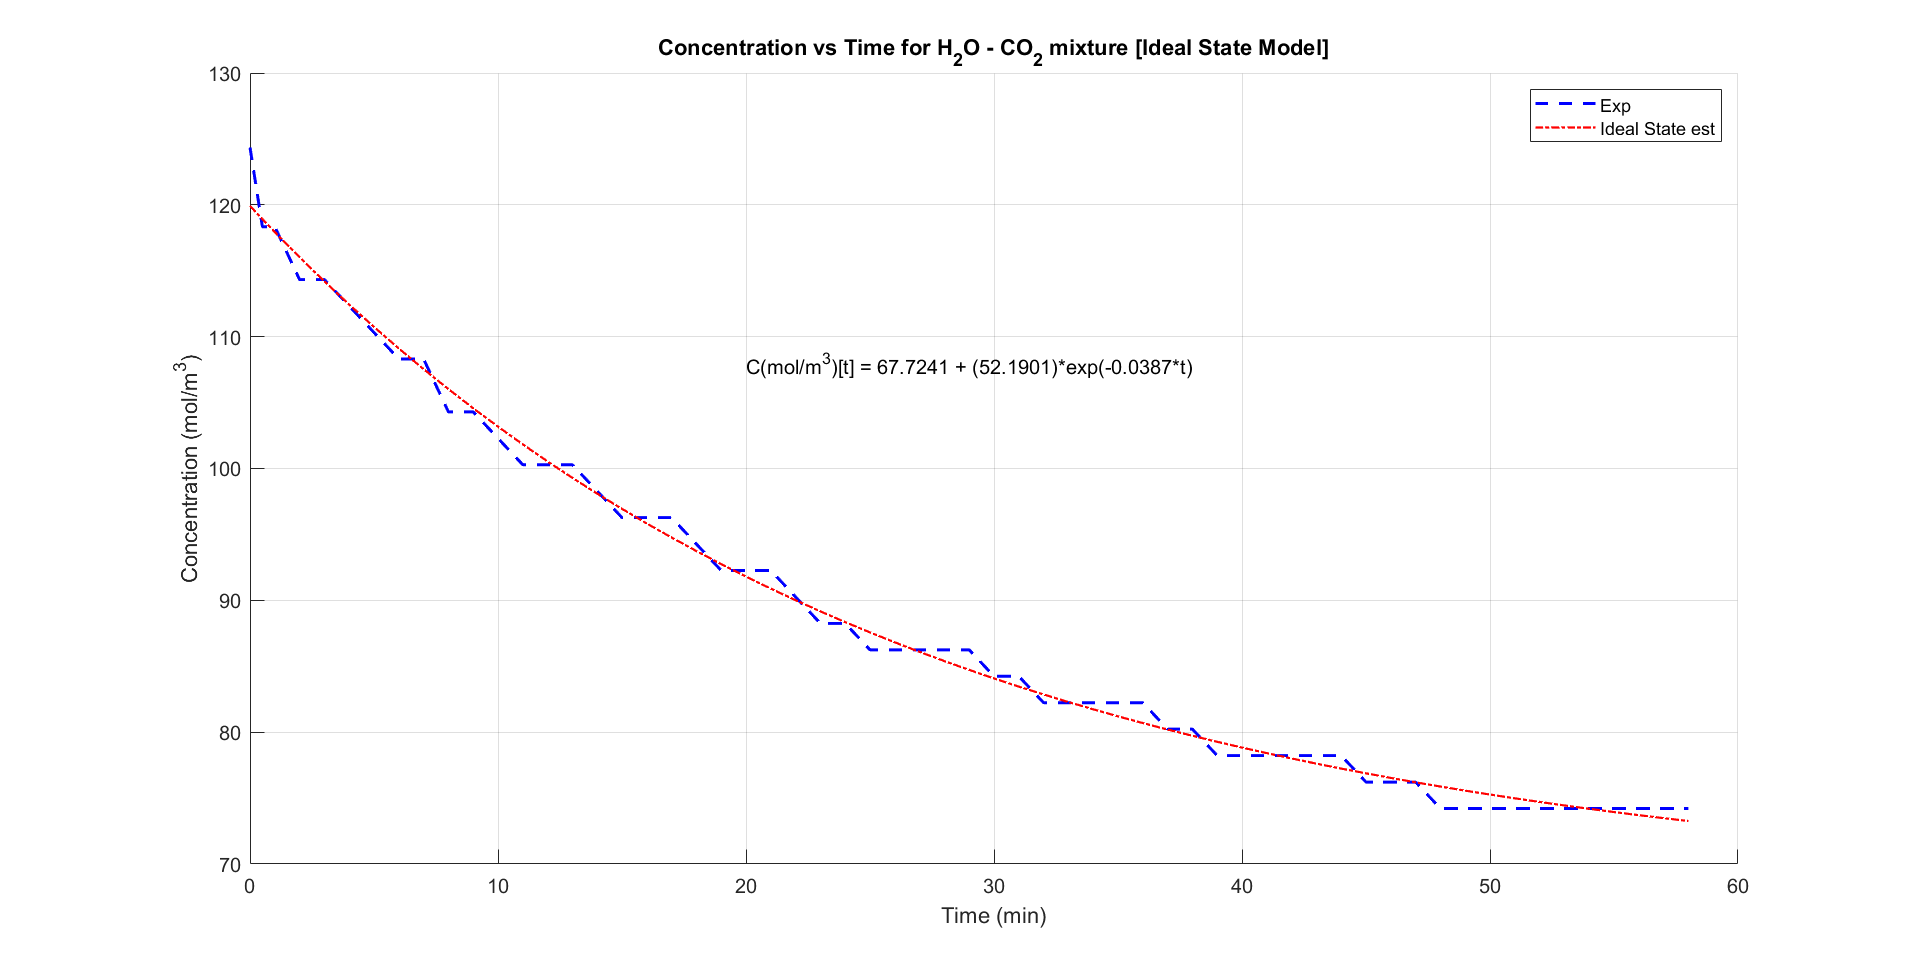 Concentration vs Time for H2O - CO2 mixture [Ideal State Model]
130
120
110
100
90
80
70
Concentration (mol/m^3)
Exp
Ideal State est
C(mol/m^3)[t] = 67.7241 + (52.1901)*exp(-0.0387*t)
0 10 20 30 40 50 60
Time (min)